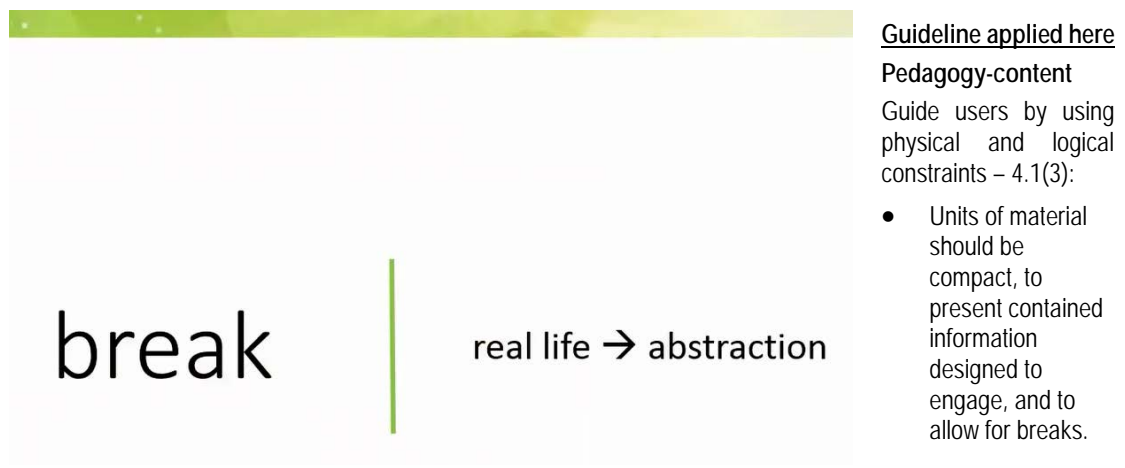 break
real life → abstraction
Guideline applied here
Pedagogy-content
Guide users by using
physical and logical
constraints – 4.1(3):
• Units of material
should be
compact, to
present contained
information
designed to
engage, and to
allow for breaks.